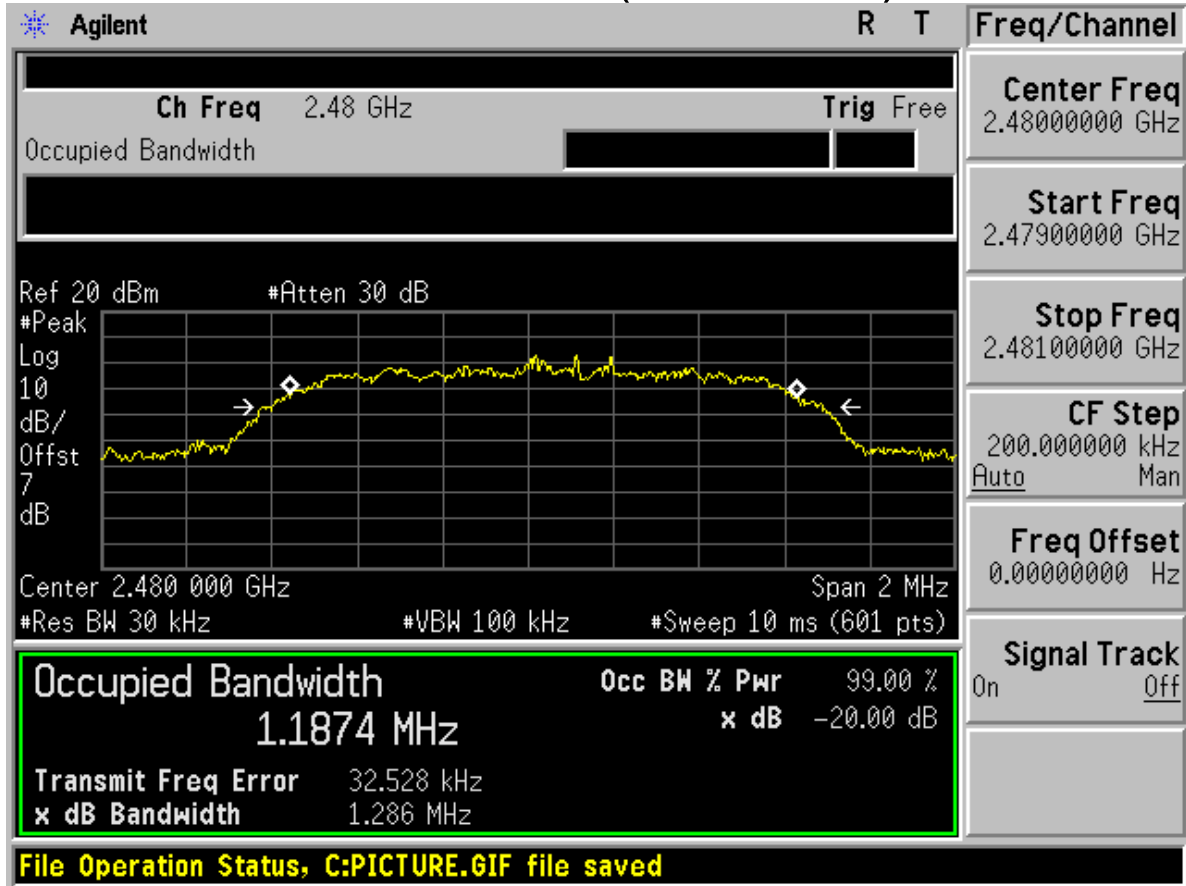 Agilent R T
Freq/Channel
Ch Freq 2.48 GHz Trig Free
Occupied Bandwidth
Center Freq
2.48000000 GHz
Start Freq
2.47900000 GHz
Stop Freq
2.48100000 GHz
CF Step
200.000000 kHz
Auto Man
Freq Offset
0.00000000 Hz
Signal Track
On Off
Ref 20 dBm #Atten 30 dB
#Peak
Log
10
dB/
Offst
7
dB
Center 2.480 000 GHz Span 2 MHz
#Res BW 30 kHz #VBW 100 kHz #Sweep 10 ms (601 pts)
Occupied Bandwidth
1.1874 MHz
Occ BW % Pwr 99.00 %
x dB -20.00 dB
Transmit Freq Error 32.528 kHz
x dB Bandwidth 1.286 MHz
File Operation Status, C:PICTURE.GIF file saved